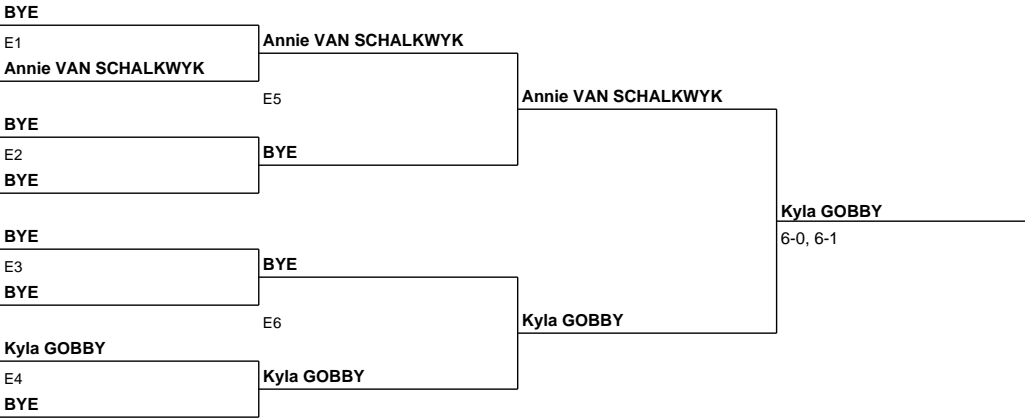 BYE
E1
Annie VAN SCHALKWYK
Annie VAN SCHALKWYK
E5
Annie VAN SCHALKWYK
BYE
E2
BYE
BYE
Kyla GOBBY
6-0, 6-1
BYE
E3
BYE
BYE
E6
Kyla GOBBY
Kyla GOBBY
E4
Kyla GOBBY
BYE